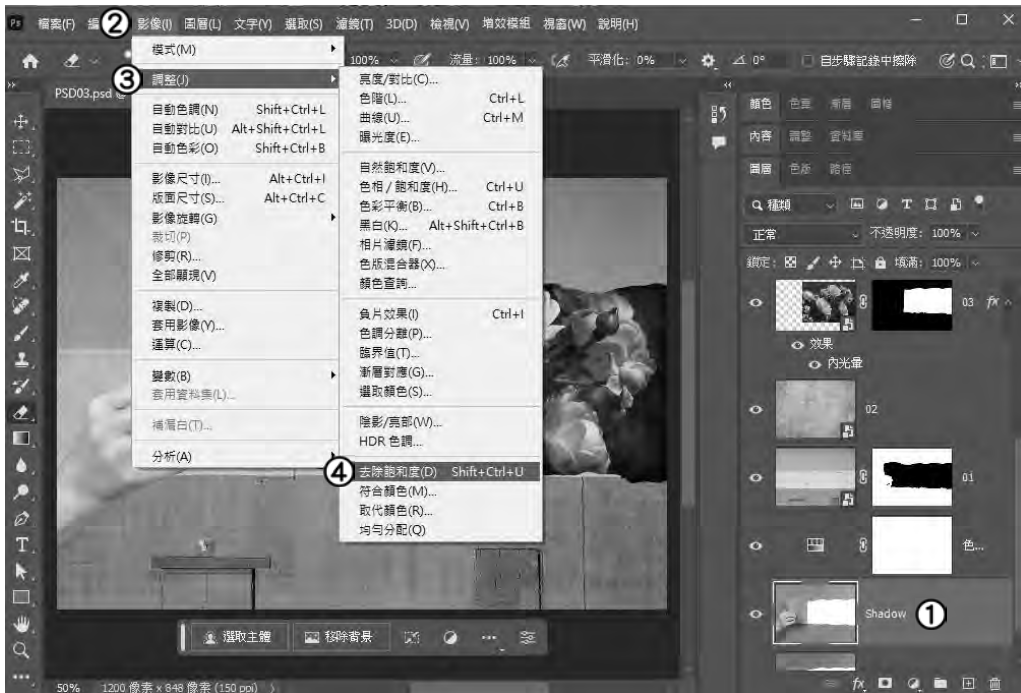 Ps 檔案(F) 編 ② 影像(I) 圖層(L) 文字(Y) 選取(S) 濾鏡(T) 3D(D) 檢視(V) 增效模組 視窗(W) 說明(H)
100% 流量: 100% 平滑化: 0% 0° 自步驟記錄中擦除
PSD03.psd @
模式(M)
③ 調整(J)
自動色調(N) Shift+Ctrl+L
自動對比(U) Alt+Shift+Ctrl+L
自動色彩(O) Shift+Ctrl+B
影像尺寸(I)... Alt+Ctrl+I
版面尺寸(S)... Alt+Ctrl+C
影像旋轉(G)
裁切(P)
修剪(R)...
全部顯現(V)
複製(D)...
套用影像(Y)...
運算(C)...
變數(B)
套用資料集(L)...
補漏白(T)...
分析(A)
亮度/對比(C)...
色階(L)... Ctrl+L
曲線(U)... Ctrl+M
曝光度(E)...
自然飽和度(V)...
色相/飽和度(H)... Ctrl+U
色彩平衡(B)... Ctrl+B
黑白(K)... Alt+Shift+Ctrl+B
相片濾鏡(F)...
色版混合器(X)...
顏色查詢...
負片效果(I) Ctrl+I
色調分離(P)...
臨界值(T)...
漸層對應(G)...
選取顏色(S)...
陰影/亮部(W)...
HDR 色調...
④ 去除飽和度(D) Shift+Ctrl+U
符合顏色(M)...
取代顏色(R)...
均勻分配(Q)
顏色 色票 漸層 圖樣
內容 調整 資料庫
圖層 色版 路徑
種類
正常 不透明度: 100%
鎖定: 填滿: 100%
03 fx
效果
內光暈
02
01
色...
Shadow ①
選取主體 移除背景 ...
50% 1200 像素 x 848 像素 (150 ppi)
fx